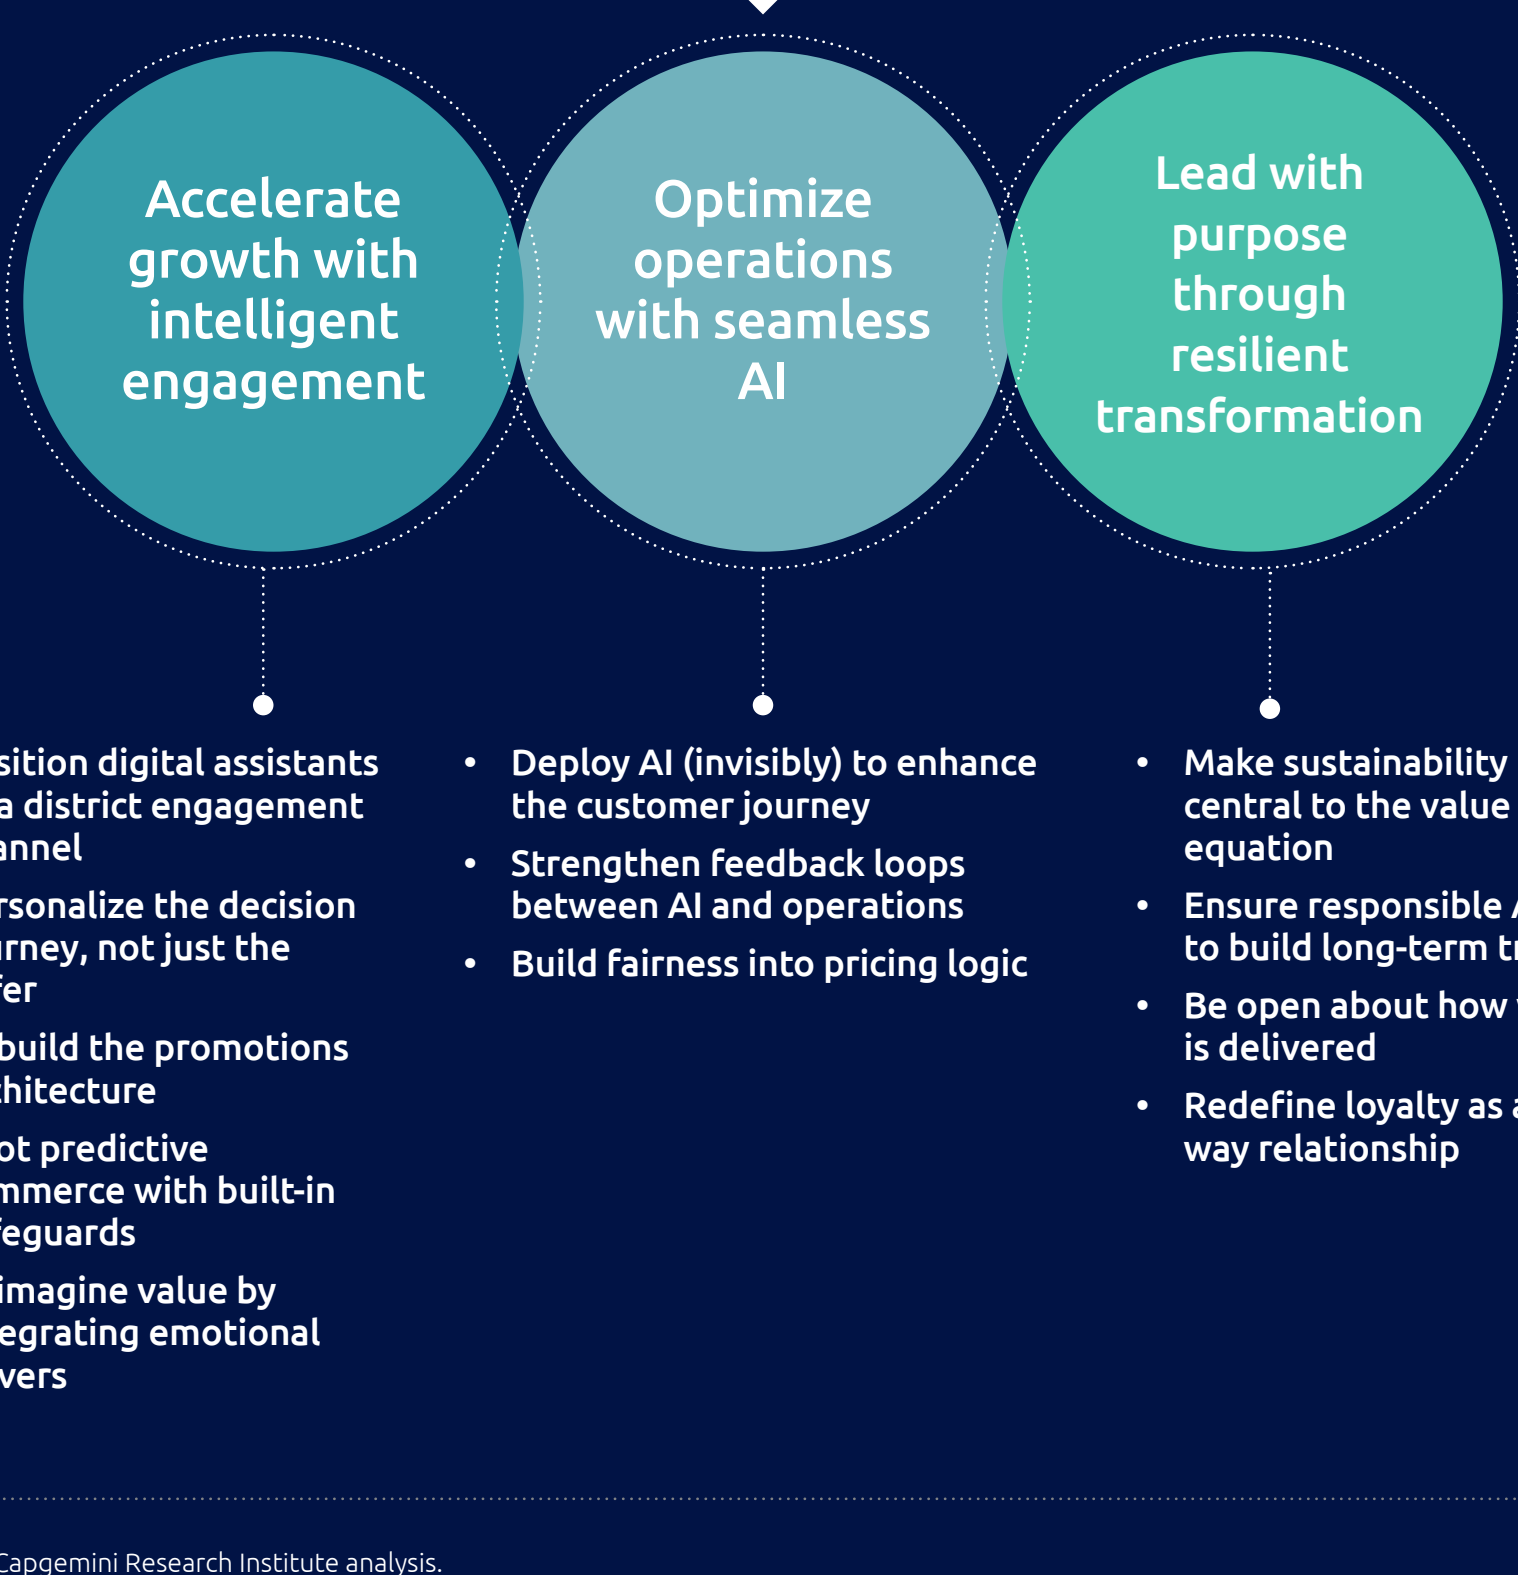 Accelerate
growth with
intelligent
engagement
Optimize
operations
with seamless
AI
Lead with
purpose
through
resilient
transformation
sition digital assistants
a district engagement
annel
rsonalize the decision
urney, not just the
fer
build the promotions
hitecture
ot predictive
mmerce with built-in
feguards
imagine value by
egrating emotional
vers
• Deploy AI (invisibly) to enhance
the customer journey
• Strengthen feedback loops
between AI and operations
• Build fairness into pricing logic
• Make sustainability
central to the value
equation
• Ensure responsible
to build long-term tr
• Be open about how
is delivered
• Redefine loyalty as
way relationship
Capgemini Research Institute analysis.